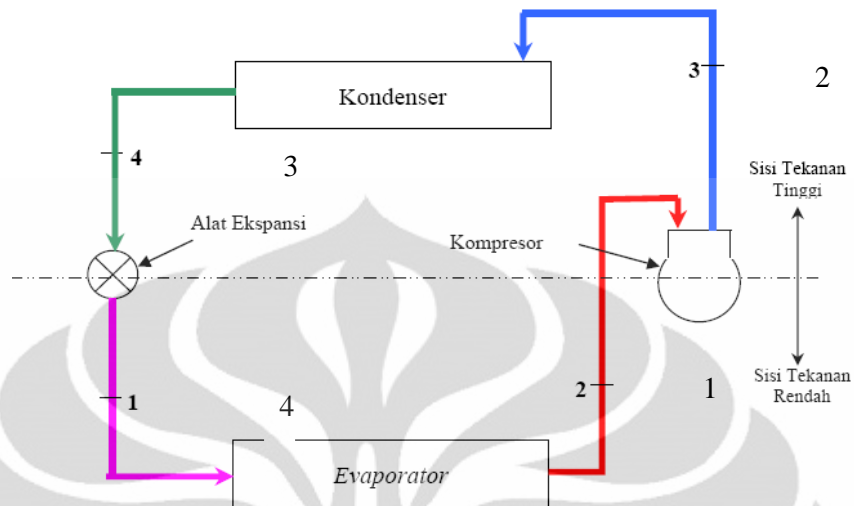 Kondenser
3
2
4
3
Sisi Tekanan
Tinggi
Alat Ekspansi
Kompresor
1
4
2
1
Sisi Tekanan
Rendah
Evaporator